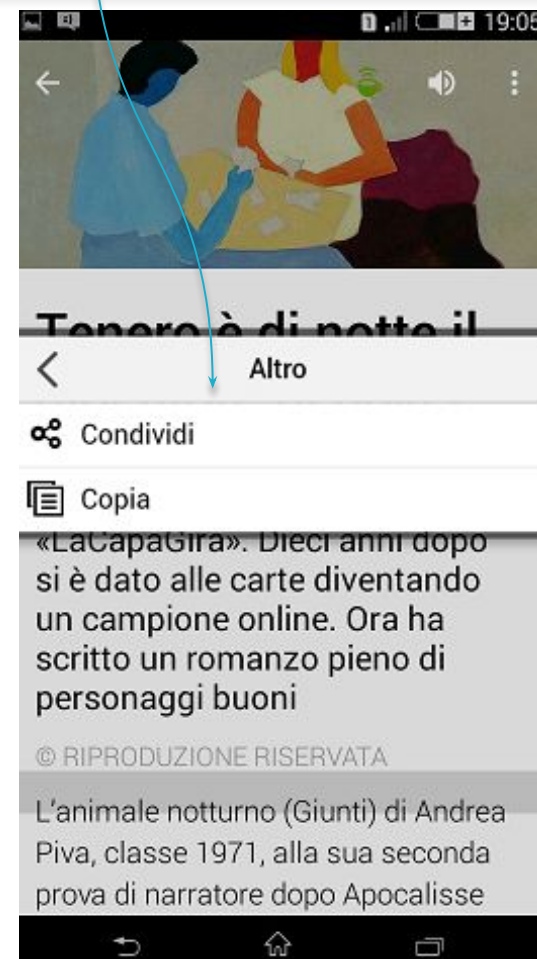 1 19:05
Tenero è di notte il
Altro
Condividi
Copia
«LaCapaGira». Dieci anni dopo
si è dato alle carte diventando
un campione online. Ora ha
scritto un romanzo pieno di
personaggi buoni
© RIPRODUZIONE RISERVATA
L'animale notturno (Giunti) di Andrea
Piva, classe 1971, alla sua seconda
prova di narratore dopo Apocalisse